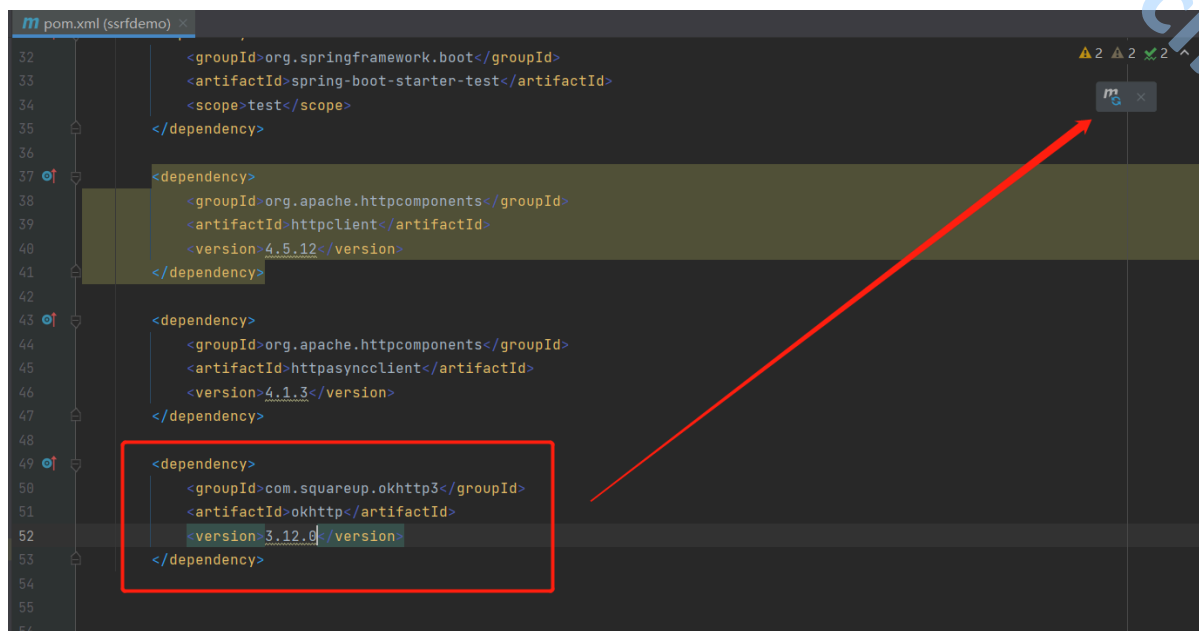 m pom.xml (ssrfdemo) ×
2 2 2
32 <groupId>org.springframework.boot</groupId>
33 <artifactId>spring-boot-starter-test</artifactId>
34 <scope>test</scope>
35 </dependency>
36
37 <dependency>
38 <groupId>org.apache.httpcomponents</groupId>
39 <artifactId>httpclient</artifactId>
40 <version>4.5.12</version>
41 </dependency>
42
43 <dependency>
44 <groupId>org.apache.httpcomponents</groupId>
45 <artifactId>httpasyncclient</artifactId>
46 <version>4.1.3</version>
47 </dependency>
48
49 <dependency>
50 <groupId>com.squareup.okhttp3</groupId>
51 <artifactId>okhttp</artifactId>
52 <version>3.12.0</version>
53 </dependency>
54
55